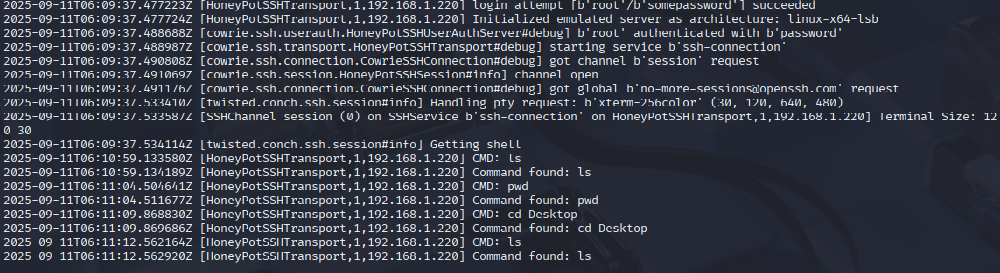 2025-09-11T06:09:37.477223Z [HoneyPotSSHTransport,1,192.168.1.220] login attempt [b'root'/b'somepassword'] succeeded
2025-09-11T06:09:37.477724Z [HoneyPotSSHTransport,1,192.168.1.220] Initialized emulated server as architecture: linux-x64-lsb
2025-09-11T06:09:37.488688Z [cowrie.ssh.userauth.HoneyPotSSHUserAuthServer#debug] b'root' authenticated with b'password'
2025-09-11T06:09:37.488987Z [cowrie.ssh.transport.HoneyPotSSHTransport#debug] starting service b'ssh-connection'
2025-09-11T06:09:37.490808Z [cowrie.ssh.connection.CowrieSSHConnection#debug] got channel b'session' request
2025-09-11T06:09:37.491069Z [cowrie.ssh.session.HoneyPotSSHSession#info] channel open
2025-09-11T06:09:37.491176Z [cowrie.ssh.connection.CowrieSSHConnection#debug] got global b'no-more-sessions@openssh.com' request
2025-09-11T06:09:37.533410Z [twisted.conch.ssh.session#info] Handling pty request: b'xterm-256color' (30, 120, 640, 480)
2025-09-11T06:09:37.533587Z [SSHChannel session (0) on SSHService b'ssh-connection' on HoneyPotSSHTransport,1,192.168.1.220] Terminal Size: 12
0 30
2025-09-11T06:09:37.534114Z [twisted.conch.ssh.session#info] Getting shell
2025-09-11T06:10:59.133580Z [HoneyPotSSHTransport,1,192.168.1.220] CMD: ls
2025-09-11T06:10:59.134189Z [HoneyPotSSHTransport,1,192.168.1.220] Command found: ls
2025-09-11T06:11:04.504641Z [HoneyPotSSHTransport,1,192.168.1.220] CMD: pwd
2025-09-11T06:11:04.511677Z [HoneyPotSSHTransport,1,192.168.1.220] Command found: pwd
2025-09-11T06:11:09.868830Z [HoneyPotSSHTransport,1,192.168.1.220] CMD: cd Desktop
2025-09-11T06:11:09.869686Z [HoneyPotSSHTransport,1,192.168.1.220] Command found: cd Desktop
2025-09-11T06:11:12.562164Z [HoneyPotSSHTransport,1,192.168.1.220] CMD: ls
2025-09-11T06:11:12.562920Z [HoneyPotSSHTransport,1,192.168.1.220] Command found: ls